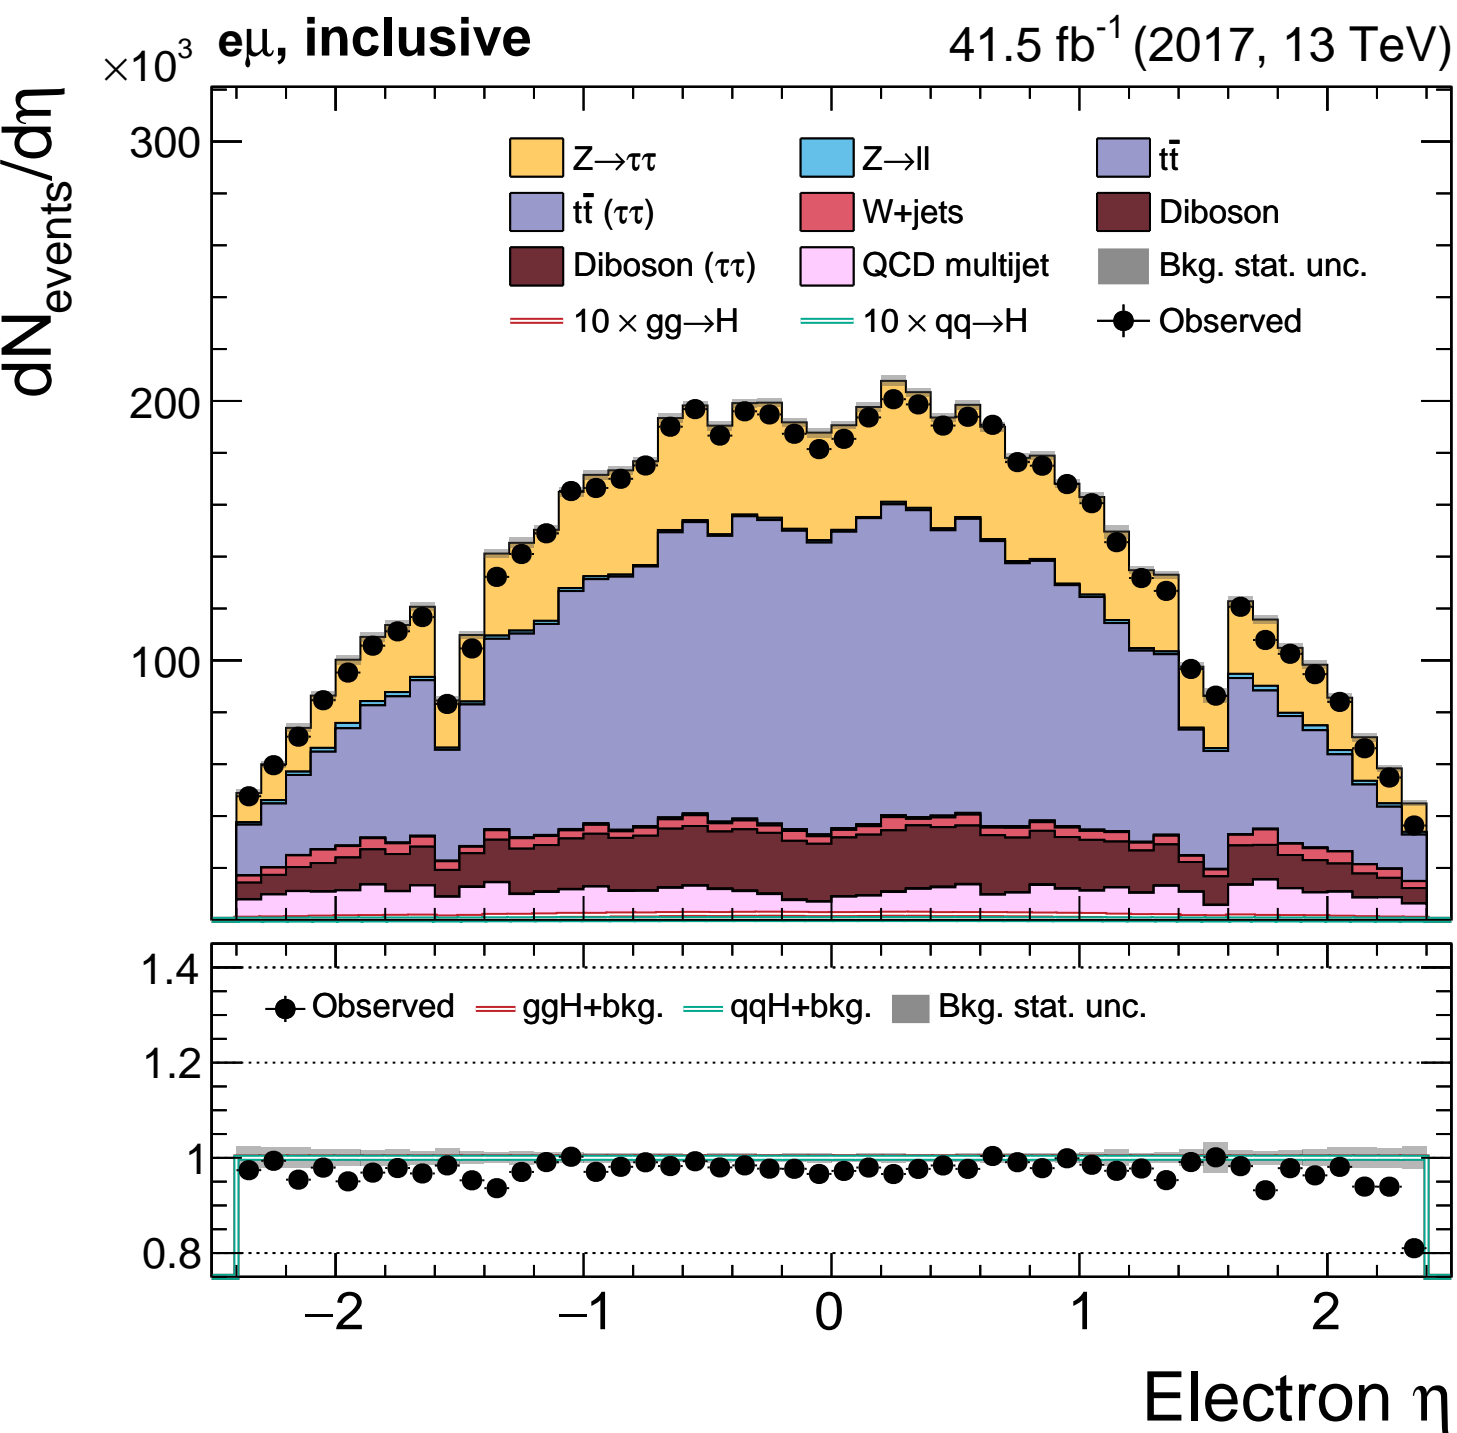 ×10³ eμ, inclusive 41.5 fb⁻¹ (2017, 13 TeV)
dN_events/dη
300
Z→ττ Z→ll tt̄
tt̄ (ττ) W+jets Diboson
Diboson (ττ) QCD multijet Bkg. stat. unc.
10 × gg→H 10 × qq→H Observed
200
100
1.4
Observed ggH+bkg. qqH+bkg. Bkg. stat. unc.
1.2
1
0.8
−2 −1 0 1 2
Electron η